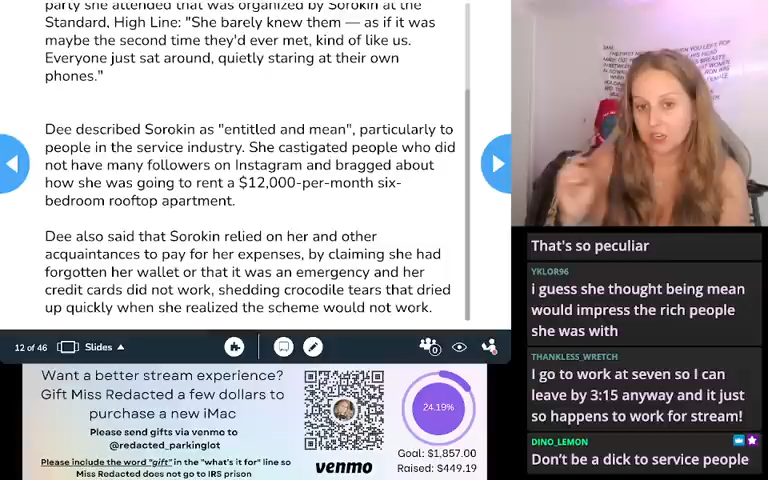 party she attended that was organized by Sorokin at the
Standard, High Line: "She barely knew them — as if it was
maybe the second time they'd ever met, kind of like us.
Everyone just sat around, quietly staring at their own
phones."
Dee described Sorokin as "entitled and mean", particularly to
people in the service industry. She castigated people who did
not have many followers on Instagram and bragged about
how she was going to rent a $12,000-per-month six-
bedroom rooftop apartment.
Dee also said that Sorokin relied on her and other
acquaintances to pay for her expenses, by claiming she had
forgotten her wallet or that it was an emergency and her
credit cards did not work, shedding crocodile tears that dried
up quickly when she realized the scheme would not work.
12 of 46
Slides
0
Want a better stream experience?
Gift Miss Redacted a few dollars to
purchase a new iMac
Please send gifts via venmo to
@redacted_parkinglot
Please include the word "gift" in the "what's it for" line so
Miss Redacted does not go to IRS prison
venmo
24.19%
Goal: $1,857.00
Raised: $449.19
That's so peculiar
YKLOR96
i guess she thought being mean
would impress the rich people
she was with
THANKLESS_WRETCH
I go to work at seven so I can
leave by 3:15 anyway and it just
so happens to work for stream!
DINO_LEMON
Don't be a dick to service people